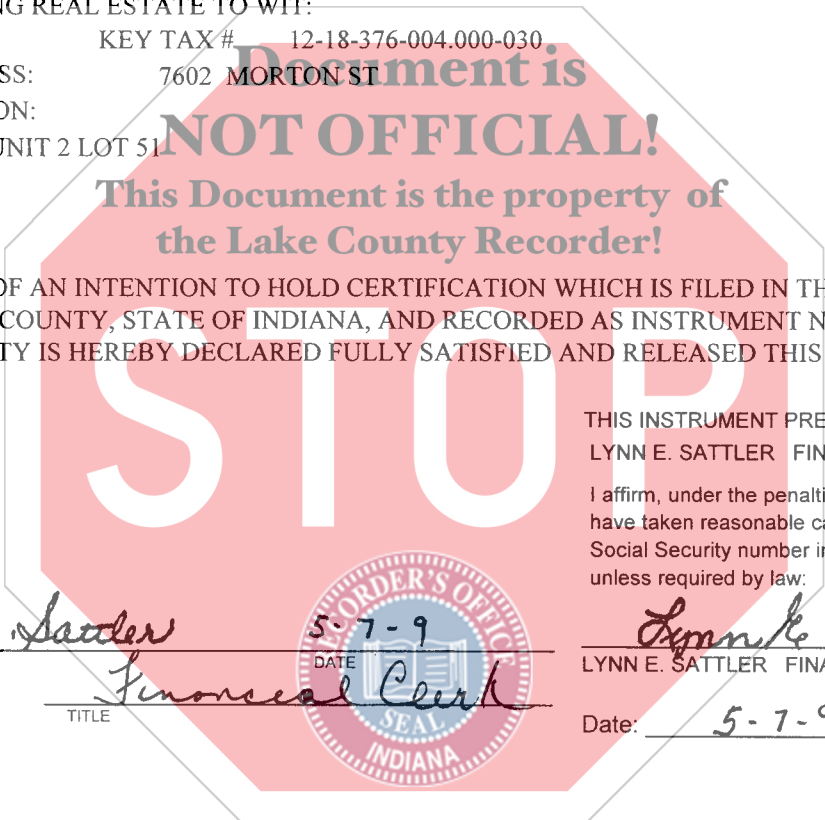 NG REAL ESTATE TO WIT:
KEY TAX # 12-18-376-004.000-030
SS: 7602 MORTON ST
ON:
UNIT 2 LOT 51
Document is
NOT OFFICIAL!
This Document is the property of
the Lake County Recorder!
OF AN INTENTION TO HOLD CERTIFICATION WHICH IS FILED IN TH
COUNTY, STATE OF INDIANA, AND RECORDED AS INSTRUMENT N
TY IS HEREBY DECLARED FULLY SATISFIED AND RELEASED THIS
STOP
THIS INSTRUMENT PRE
LYNN E. SATTLER FIN
I affirm, under the penalti
have taken reasonable ca
Social Security number in
unless required by law:
Sattler 5-7-9
DATE
Financial Clerk
TITLE
RECORDER'S OFFICE
SEAL
INDIANA
Lynn E
LYNN E. SATTLER FINA
Date: 5-7-9